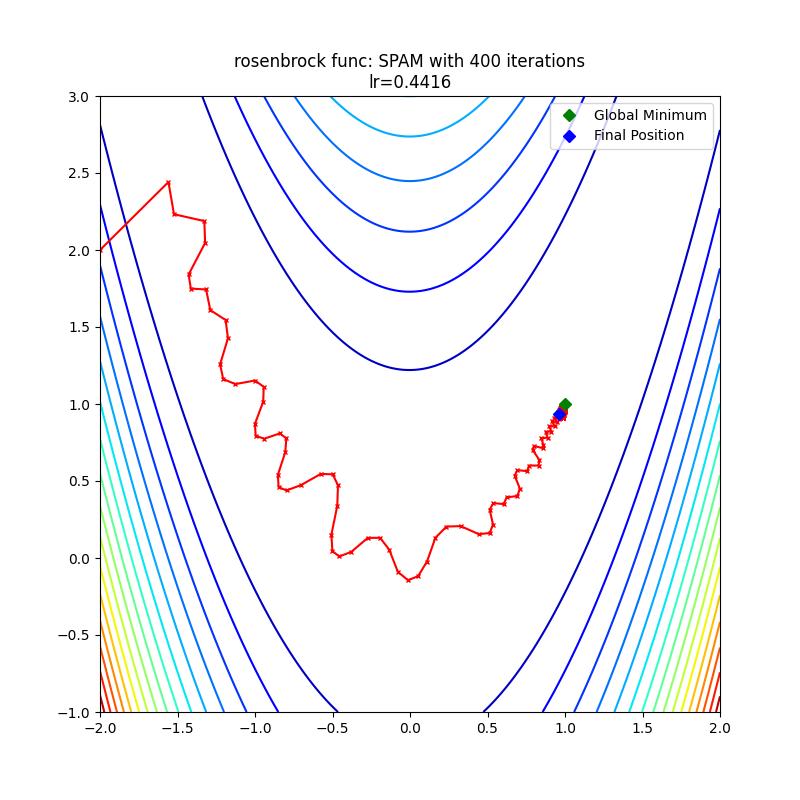 rosenbrock func: SPAM with 400 iterations
lr=0.4416
Global Minimum
Final Position
3.0
2.5
2.0
1.5
1.0
0.5
0.0
−0.5
−1.0
−2.0 −1.5 −1.0 −0.5 0.0 0.5 1.0 1.5 2.0